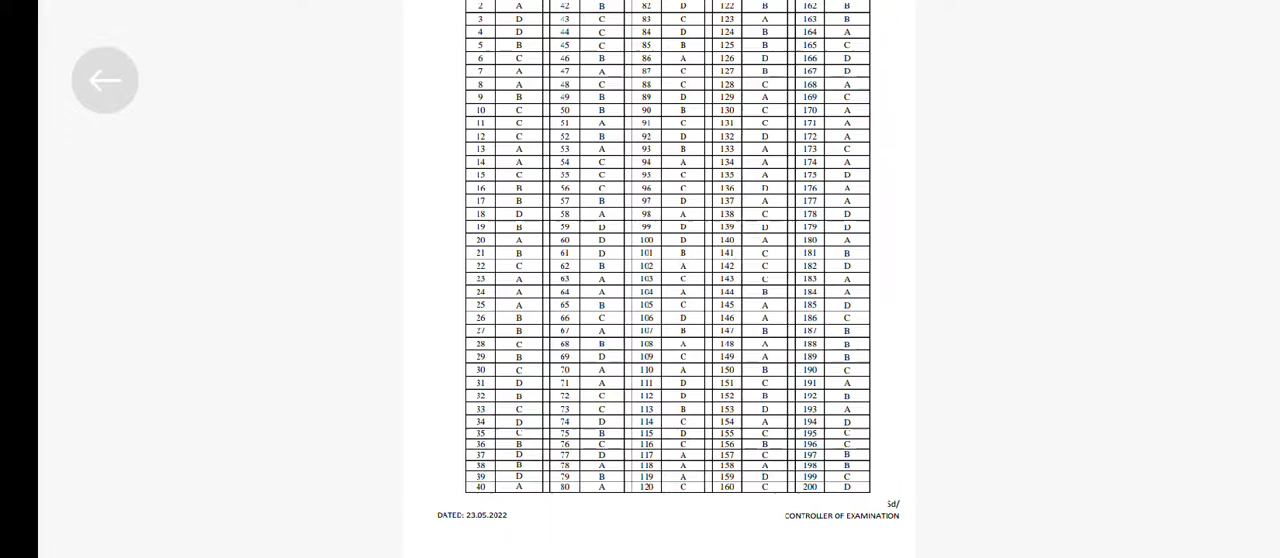 2 A 42 B 82 D 122 B 162 B
3 D 43 C 83 C 123 A 163 B
4 D 44 C 84 D 124 B 164 A
5 B 45 C 85 B 125 B 165 C
6 C 46 B 86 A 126 D 166 D
7 A 47 A 87 C 127 B 167 D
8 A 48 C 88 C 128 C 168 A
9 B 49 B 89 D 129 A 169 C
10 C 50 B 90 B 130 C 170 A
11 C 51 A 91 C 131 C 171 A
12 C 52 B 92 D 132 D 172 A
13 A 53 A 93 B 133 A 173 C
14 A 54 C 94 A 134 A 174 A
15 C 55 C 95 C 135 A 175 D
16 B 56 C 96 C 136 D 176 A
17 B 57 B 97 D 137 A 177 A
18 D 58 A 98 A 138 C 178 D
19 B 59 D 99 D 139 D 179 D
20 A 60 D 100 D 140 A 180 A
21 B 61 D 101 B 141 C 181 B
22 C 62 B 102 A 142 C 182 D
23 A 63 A 103 C 143 C 183 A
24 A 64 A 104 A 144 B 184 A
25 A 65 B 105 C 145 A 185 D
26 B 66 C 106 D 146 A 186 C
27 B 67 A 107 B 147 B 187 B
28 C 68 B 108 A 148 A 188 B
29 B 69 D 109 C 149 A 189 B
30 C 70 A 110 A 150 B 190 C
31 D 71 A 111 D 151 C 191 A
32 B 72 C 112 D 152 B 192 B
33 C 73 C 113 B 153 D 193 A
34 D 74 D 114 C 154 A 194 D
35 C 75 B 115 D 155 C 195 C
36 B 76 C 116 C 156 B 196 C
37 D 77 D 117 A 157 C 197 B
38 B 78 A 118 A 158 A 198 B
39 D 79 B 119 A 159 D 199 C
40 A 80 A 120 C 160 C 200 D
Sd/
DATED: 23.05.2022 CONTROLLER OF EXAMINATION